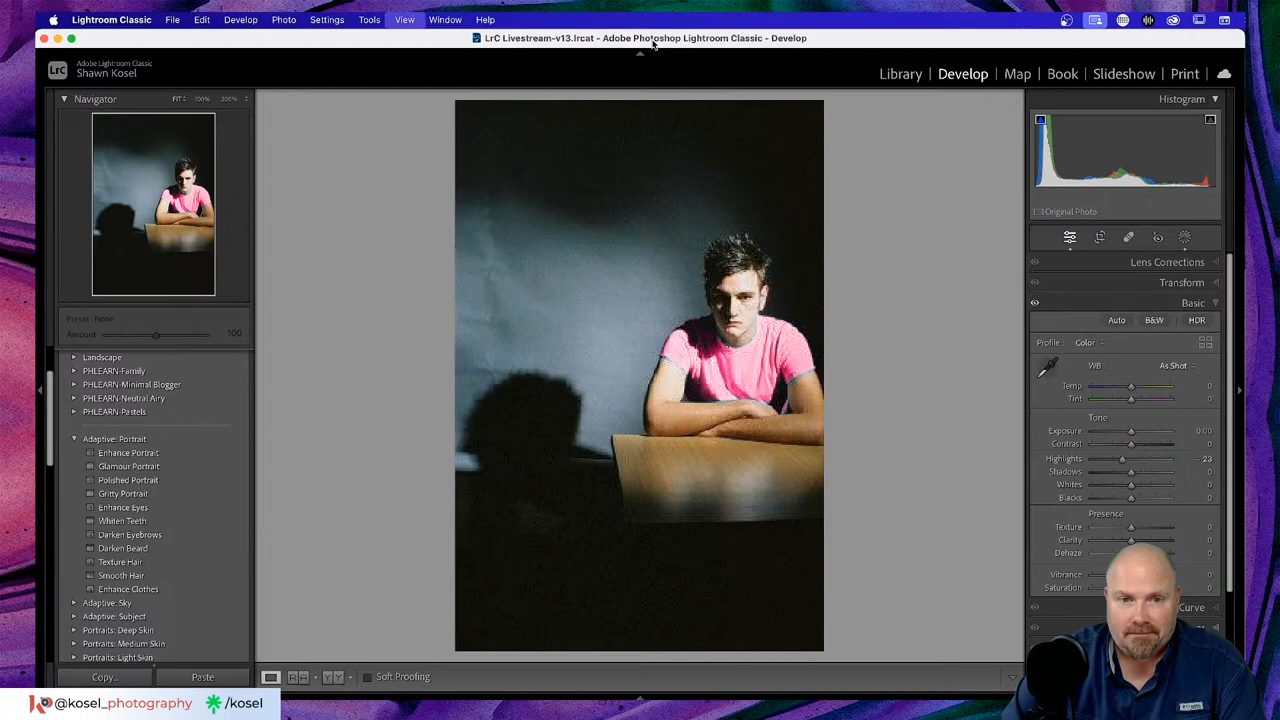 Lightroom Classic File Edit Develop Photo Settings Tools View Window Help
LrC Livestream-v13.lrcat - Adobe Photoshop Lightroom Classic - Develop
LrC
Adobe Lightroom Classic
Shawn Kosel
Library Develop Map Book Slideshow Print
Navigator FIT 100% 200%
Preset: None
Amount 100
Landscape
PHLEARN-Family
PHLEARN-Minimal Blogger
PHLEARN-Neutral Airy
PHLEARN-Pastels
Adaptive: Portrait
Enhance Portrait
Glamour Portrait
Polished Portrait
Gritty Portrait
Enhance Eyes
Whiten Teeth
Darken Eyebrows
Darken Beard
Texture Hair
Smooth Hair
Enhance Clothes
Adaptive: Sky
Adaptive: Subject
Portraits: Deep Skin
Portraits: Medium Skin
Portraits: Light Skin
Copy... Paste
Soft Proofing
Histogram
Original Photo
Lens Corrections
Transform
Basic
Auto B&W HDR
Profile: Color
WB: As Shot
Temp 0
Tint 0
Tone
Exposure 0.00
Contrast 0
Highlights - 23
Shadows 0
Whites 0
Blacks 0
Presence
Texture 0
Clarity 0
Dehaze 0
Vibrance 0
Saturation 0
Curve
@kosel_photography /kosel